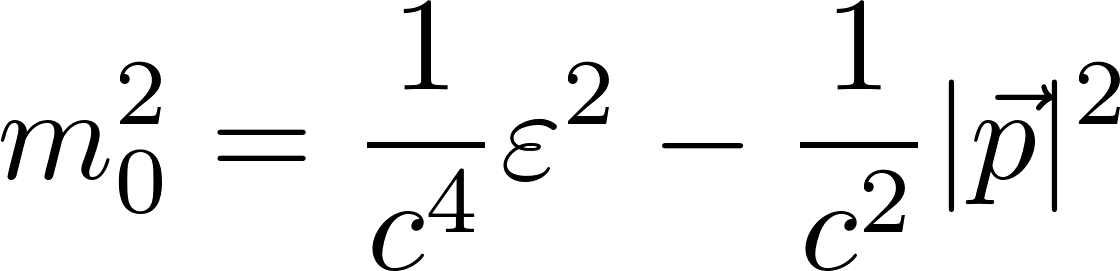 $m_0^2 = \frac{1}{c^4}\varepsilon^2 - \frac{1}{c^2}|\vec{p}|^2$